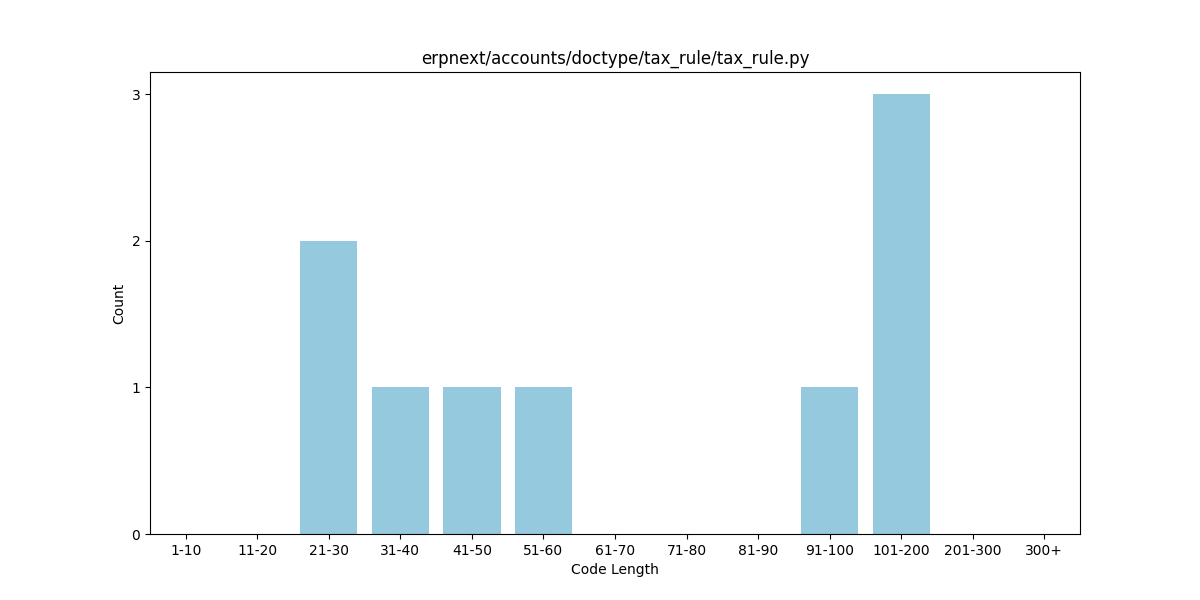 erpnext/accounts/doctype/tax_rule/tax_rule.py
3
2
1
0
Count
1-10 11-20 21-30 31-40 41-50 51-60 61-70 71-80 81-90 91-100 101-200 201-300 300+
Code Length